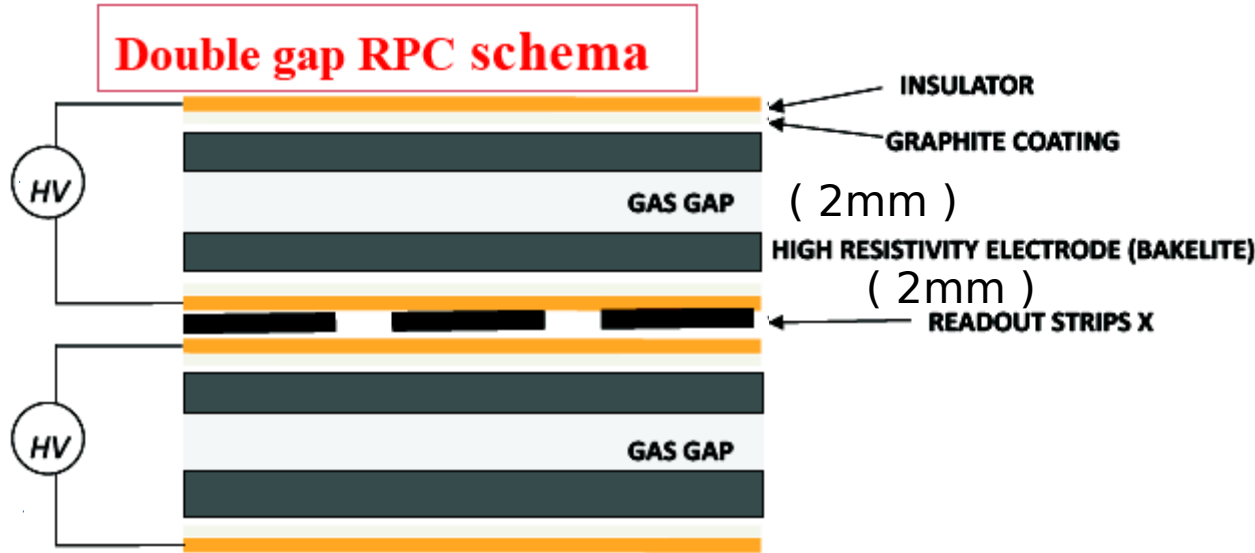 Double gap RPC schema
INSULATOR
GRAPHITE COATING
HV
GAS GAP ( 2mm )
HIGH RESISTIVITY ELECTRODE (BAKELITE)
( 2mm )
READOUT STRIPS X
HV
GAS GAP